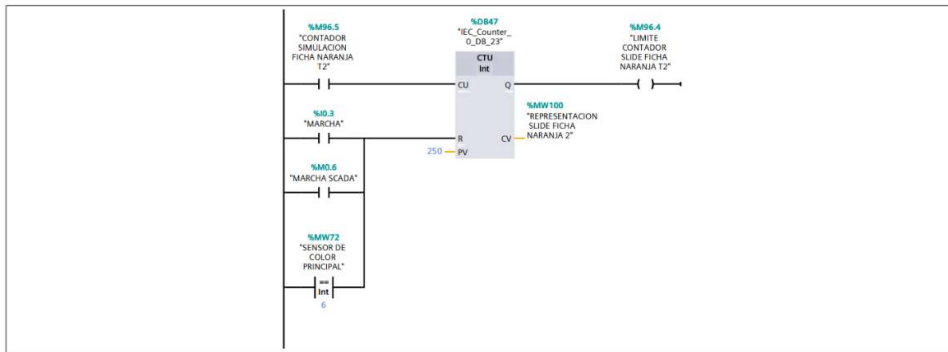 %M96.5
"CONTADOR
SIMULACION
FICHA NARANJA
T2"
%DB47
"IEC_Counter_
0_DB_23"
CTU
Int
CU
Q
%M96.4
"LIMITE
CONTADOR
SLIDE FICHA
NARANJA T2"
%I0.3
"MARCHA"
R
CV
%MW100
"REPRESENTACION
SLIDE FICHA
NARANJA 2"
250
PV
%M0.6
"MARCHA SCADA"
%MW72
"SENSOR DE
COLOR
PRINCIPAL"
==
Int
6